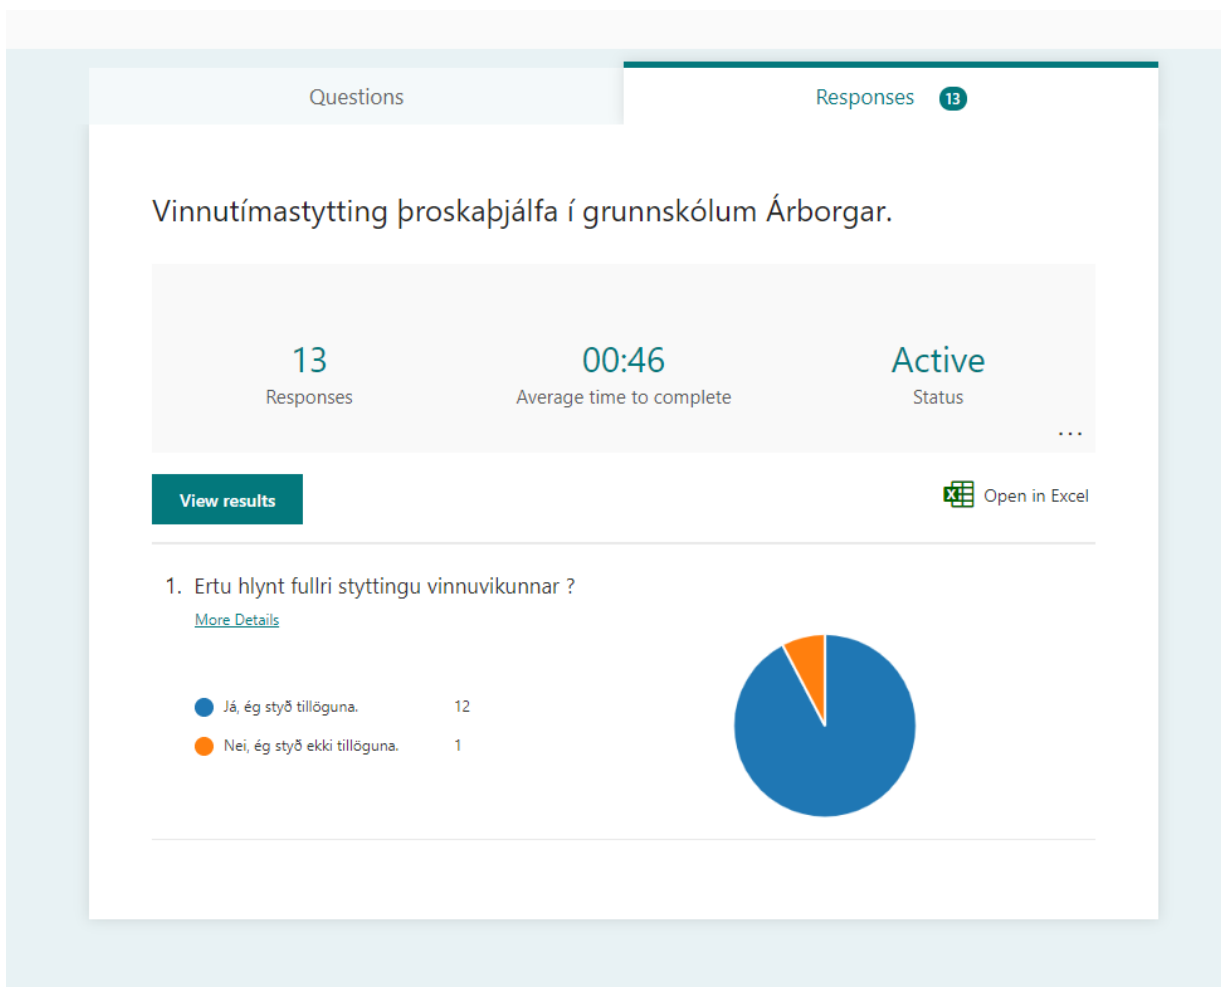 Questions
Responses 13
Vinnutímastytting þroskaþjálfa í grunnskólum Árborgar.
13
Responses
00:46
Average time to complete
Active
Status
...
View results
Open in Excel
1. Ertu hlynt fullri styttingu vinnuvikunnar ?
More Details
Já, ég styð tillöguna. 12
Nei, ég styð ekki tillöguna. 1